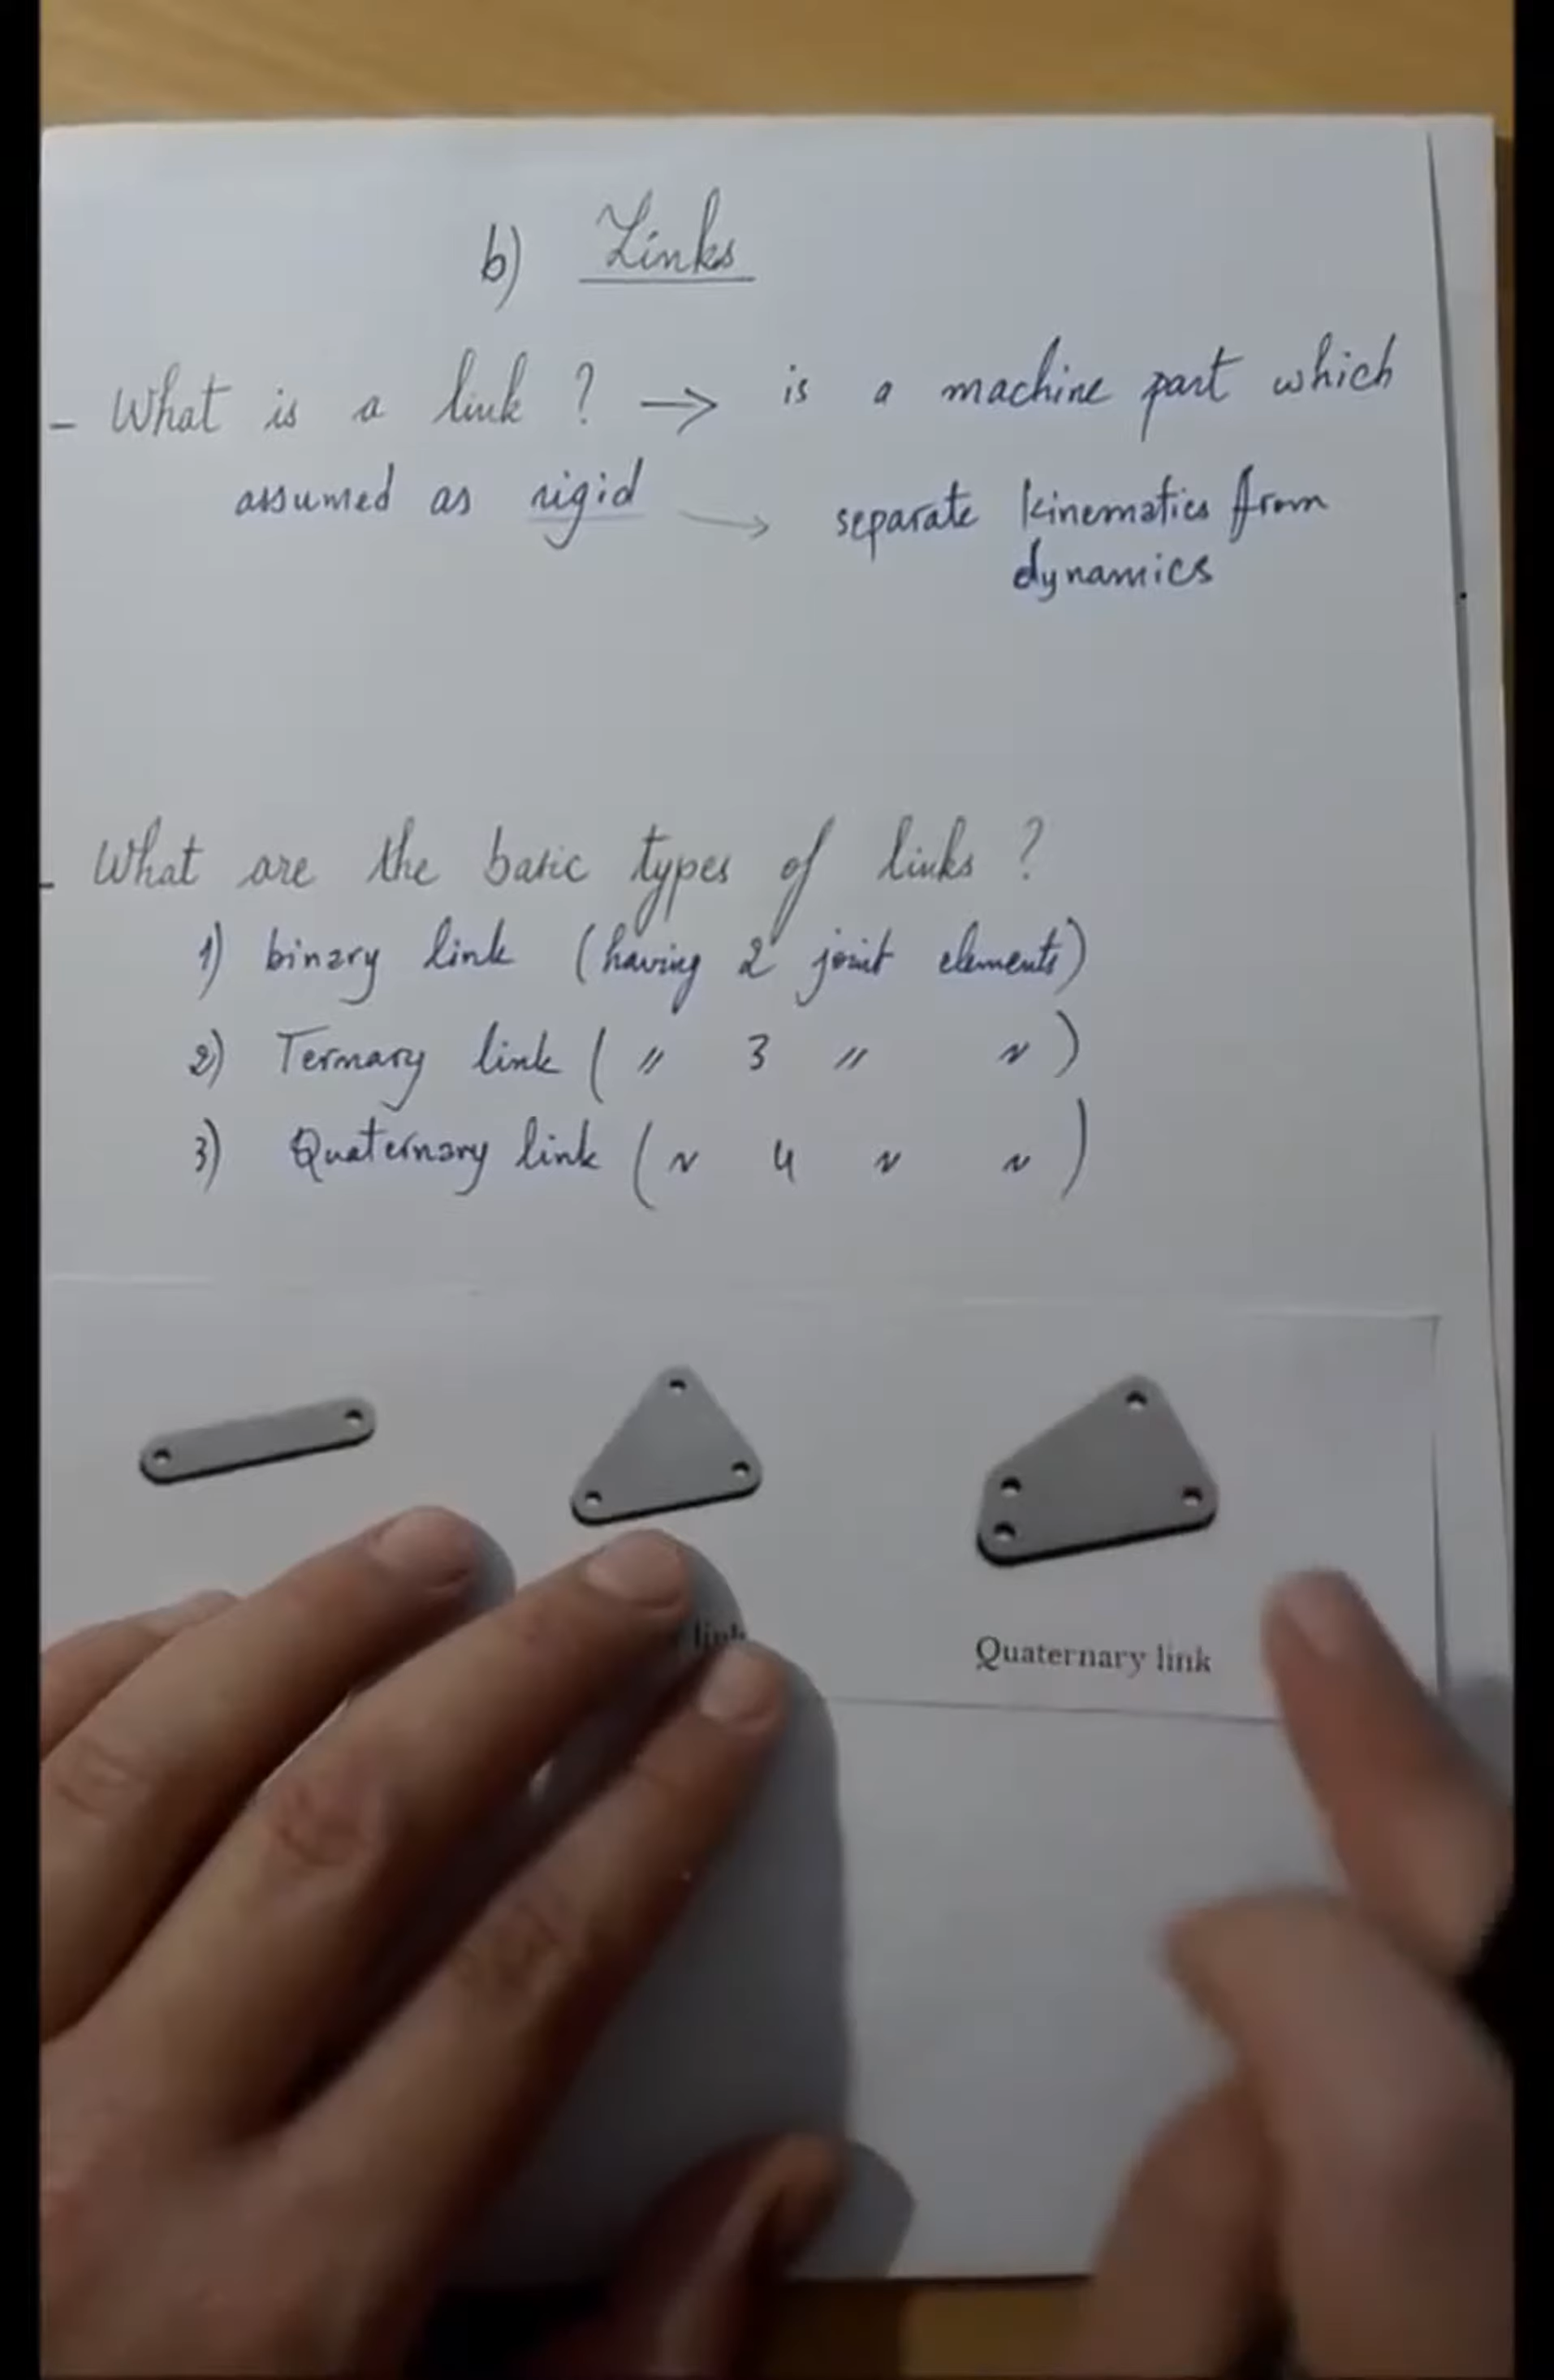 b) Links
- What is a link ? → is a machine part which
assumed as rigid → separate kinematics from
dynamics
- What are the basic types of links ?
1) binary link (having 2 joint elements)
2) Ternary link ( " 3 " " )
3) Quaternary link ( " 4 " " )
link
Quaternary link